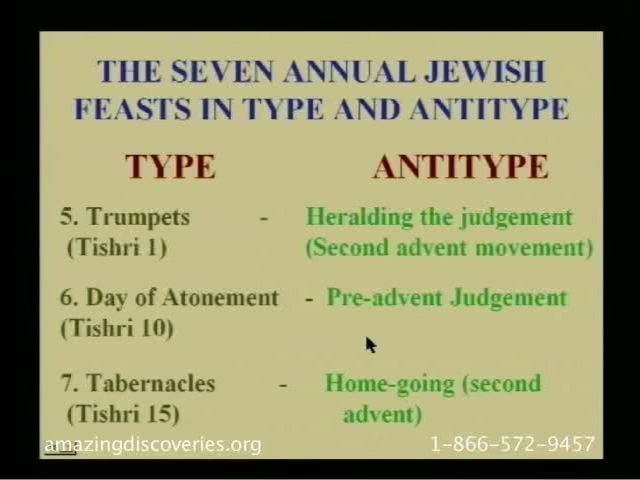 THE SEVEN ANNUAL JEWISH
FEASTS IN TYPE AND ANTITYPE
TYPE ANTITYPE
5. Trumpets - Heralding the judgement
(Tishri 1) (Second advent movement)
6. Day of Atonement - Pre-advent Judgement
(Tishri 10)
7. Tabernacles - Home-going (second
(Tishri 15) advent)
amazingdiscoveries.org 1-866-572-9457